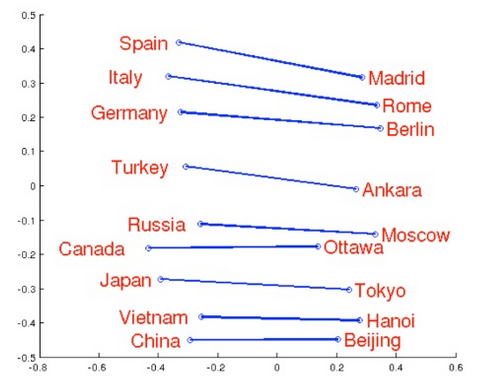 0.5
0.4
Spain
Madrid
0.3
Italy
Rome
0.2
Germany
Berlin
0.1
Turkey
0
Ankara
-0.1
Russia
Moscow
-0.2
Canada
Ottawa
-0.3
Japan
Tokyo
-0.4
Vietnam
Hanoi
China
Beijing
-0.5
-0.8 -0.6 -0.4 -0.2 0 0.2 0.4 0.6